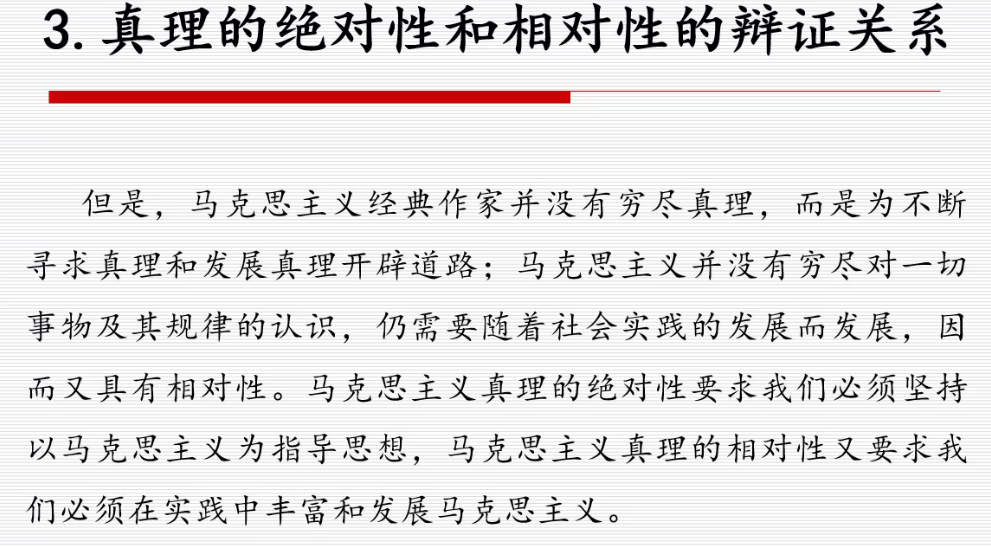 3.真理的绝对性和相对性的辩证关系
但是，马克思主义经典作家并没有穷尽真理，而是为不断
寻求真理和发展真理开辟道路；马克思主义并没有穷尽对一切
事物及其规律的认识，仍需要随着社会实践的发展而发展，因
而又具有相对性。马克思主义真理的绝对性要求我们必须坚持
以马克思主义为指导思想，马克思主义真理的相对性又要求我
们必须在实践中丰富和发展马克思主义。